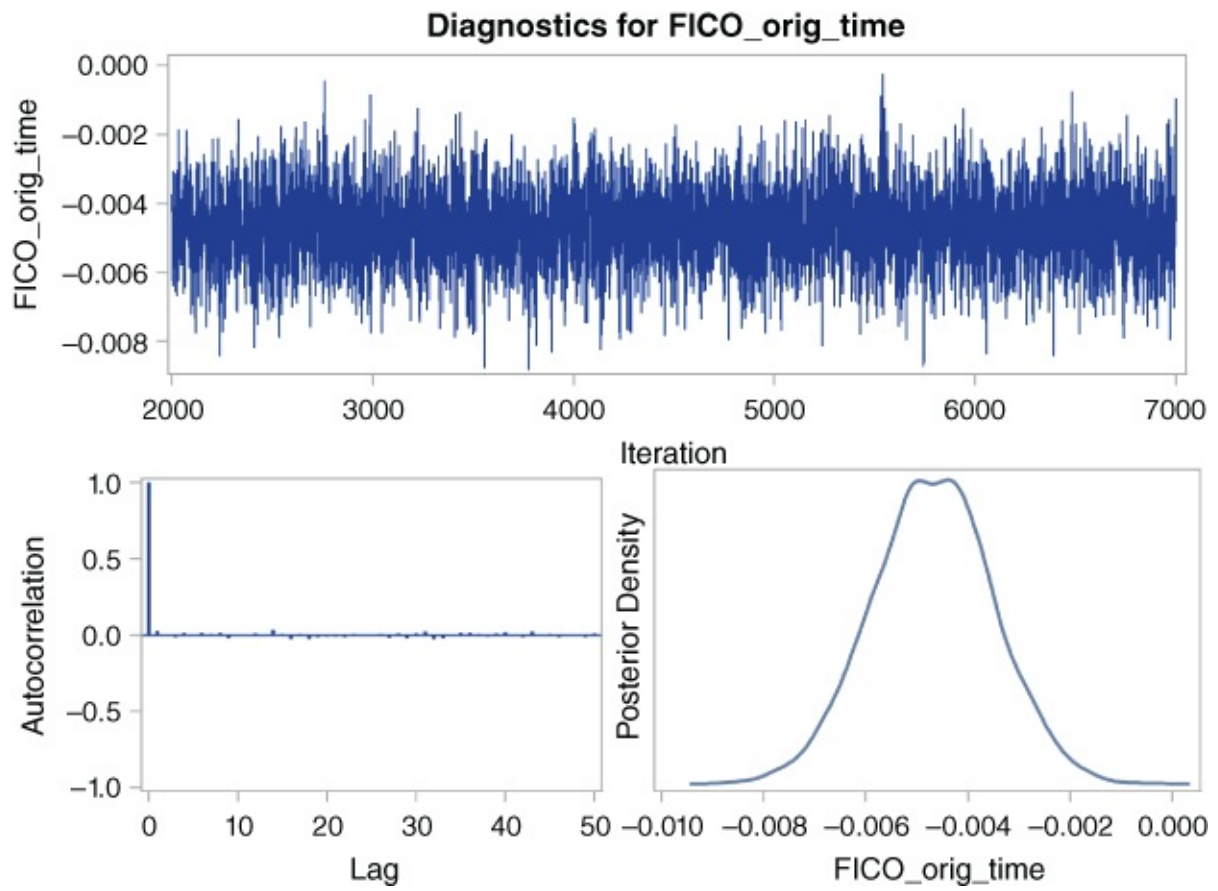 Diagnostics for FICO_orig_time
FICO_orig_time
0.000
−0.002
−0.004
−0.006
−0.008
2000 3000 4000 5000 6000 7000
Iteration
Autocorrelation
1.0
0.5
0.0
−0.5
−1.0
0 10 20 30 40 50
Lag
Posterior Density
−0.010 −0.008 −0.006 −0.004 −0.002 0.000
FICO_orig_time